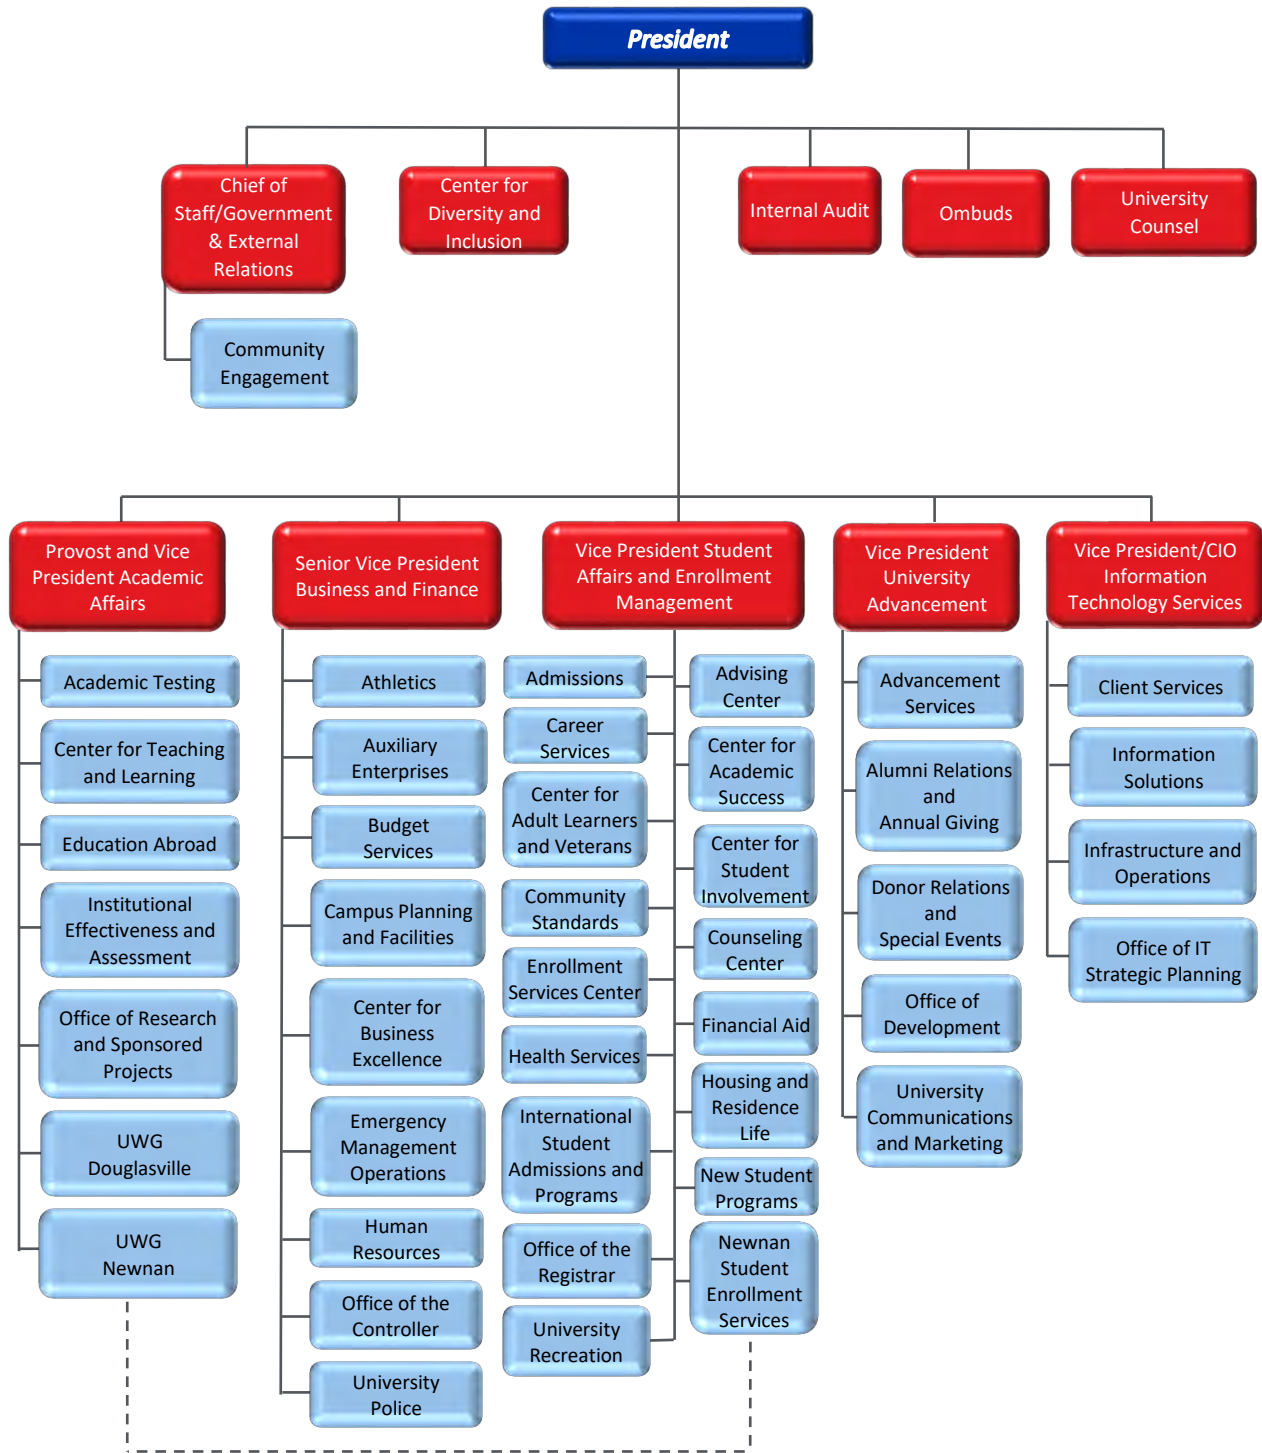 President
Chief of
Staff/Government
& External
Relations
Center for
Diversity and
Inclusion
Internal Audit
Ombuds
University
Counsel
Community
Engagement
Provost and Vice
President Academic
Affairs
Senior Vice President
Business and Finance
Vice President Student
Affairs and Enrollment
Management
Vice President
University
Advancement
Vice President/CIO
Information
Technology Services
Academic Testing
Center for Teaching
and Learning
Education Abroad
Institutional
Effectiveness and
Assessment
Office of Research
and Sponsored
Projects
UWG
Douglasville
UWG
Newnan
Athletics
Auxiliary
Enterprises
Budget
Services
Campus Planning
and Facilities
Center for
Business
Excellence
Emergency
Management
Operations
Human
Resources
Office of the
Controller
University
Police
Admissions
Career
Services
Center for
Adult Learners
and Veterans
Community
Standards
Enrollment
Services Center
Health Services
International
Student
Admissions and
Programs
Office of the
Registrar
University
Recreation
Advising
Center
Center for
Academic
Success
Center for
Student
Involvement
Counseling
Center
Financial Aid
Housing and
Residence
Life
New Student
Programs
Newnan
Student
Enrollment
Services
Advancement
Services
Alumni Relations
and
Annual Giving
Donor Relations
and
Special Events
Office of
Development
University
Communications
and Marketing
Client Services
Information
Solutions
Infrastructure and
Operations
Office of IT
Strategic Planning